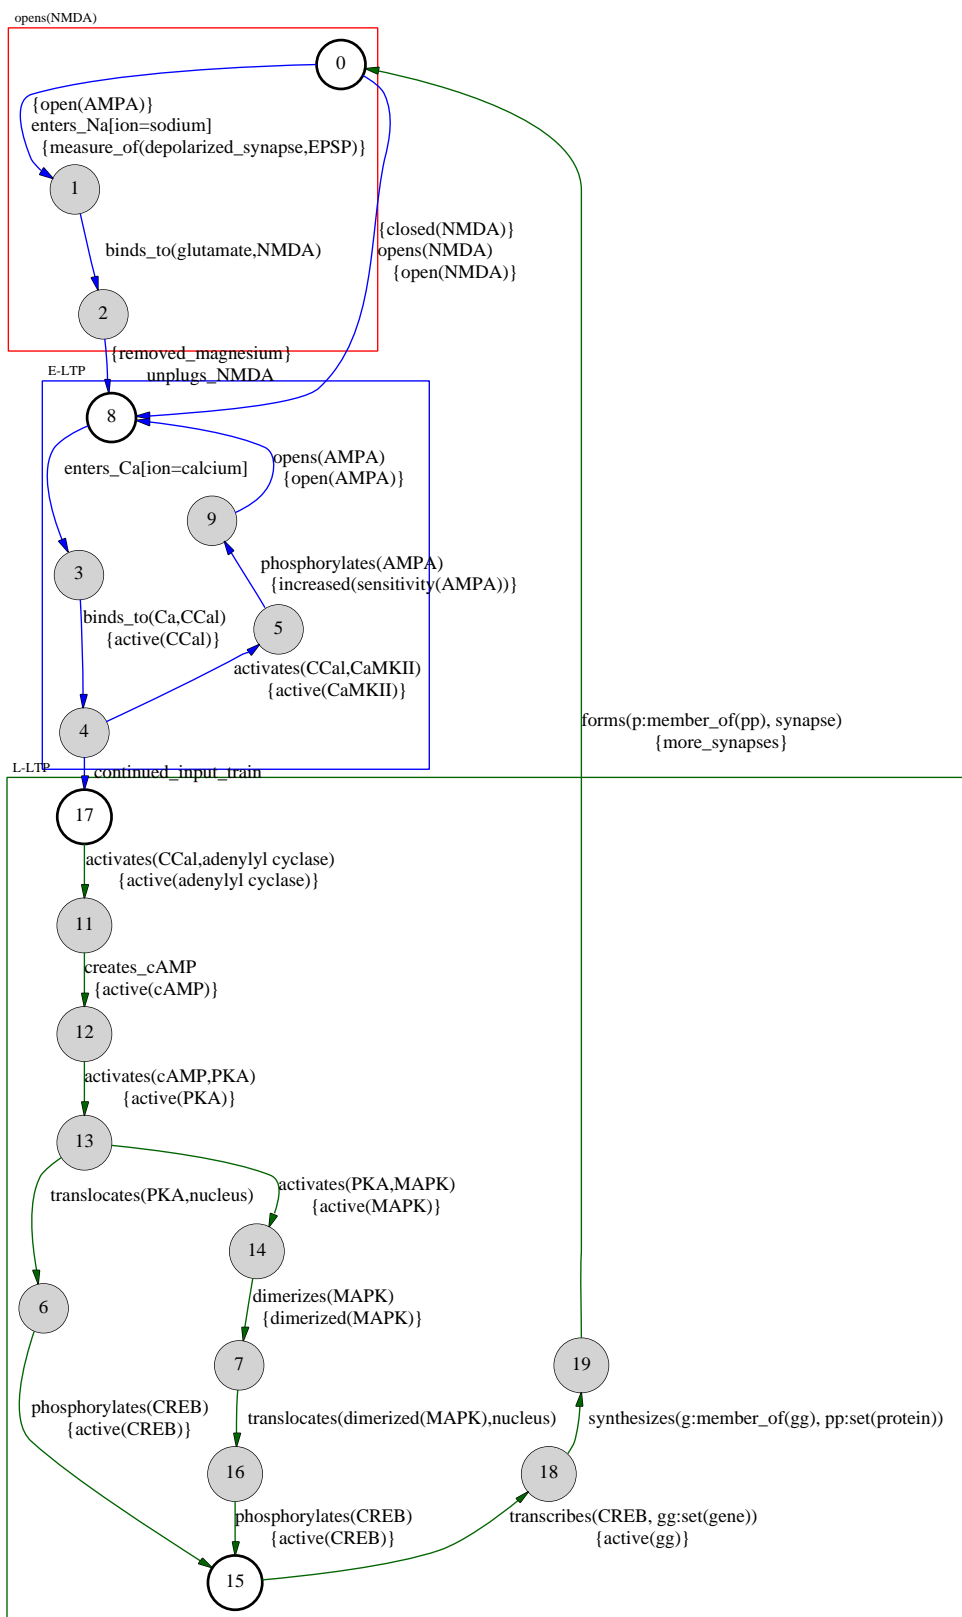 opens(NMDA)
0
{open(AMPA)}
enters_Na[ion=sodium]
{measure_of(depolarized_synapse,EPSP)}
1
{closed(NMDA)}
opens(NMDA)
{open(NMDA)}
binds_to(glutamate,NMDA)
2
{removed_magnesium}
unplugs_NMDA
E-LTP
8
enters_Ca[ion=calcium]
opens(AMPA)
{open(AMPA)}
9
3
phosphorylates(AMPA)
{increased(sensitivity(AMPA))}
binds_to(Ca,CCal)
{active(CCal)}
5
activates(CCal,CaMKII)
{active(CaMKII)}
4
forms(p:member_of(pp), synapse)
{more_synapses}
L-LTP
continued_input_train
17
activates(CCal,adenylyl cyclase)
{active(adenylyl cyclase)}
11
creates_cAMP
{active(cAMP)}
12
activates(cAMP,PKA)
{active(PKA)}
13
translocates(PKA,nucleus)
activates(PKA,MAPK)
{active(MAPK)}
14
6
dimerizes(MAPK)
{dimerized(MAPK)}
7
19
phosphorylates(CREB)
{active(CREB)}
translocates(dimerized(MAPK),nucleus)
synthesizes(g:member_of(gg), pp:set(protein))
16
18
phosphorylates(CREB)
{active(CREB)}
transcribes(CREB, gg:set(gene))
{active(gg)}
15